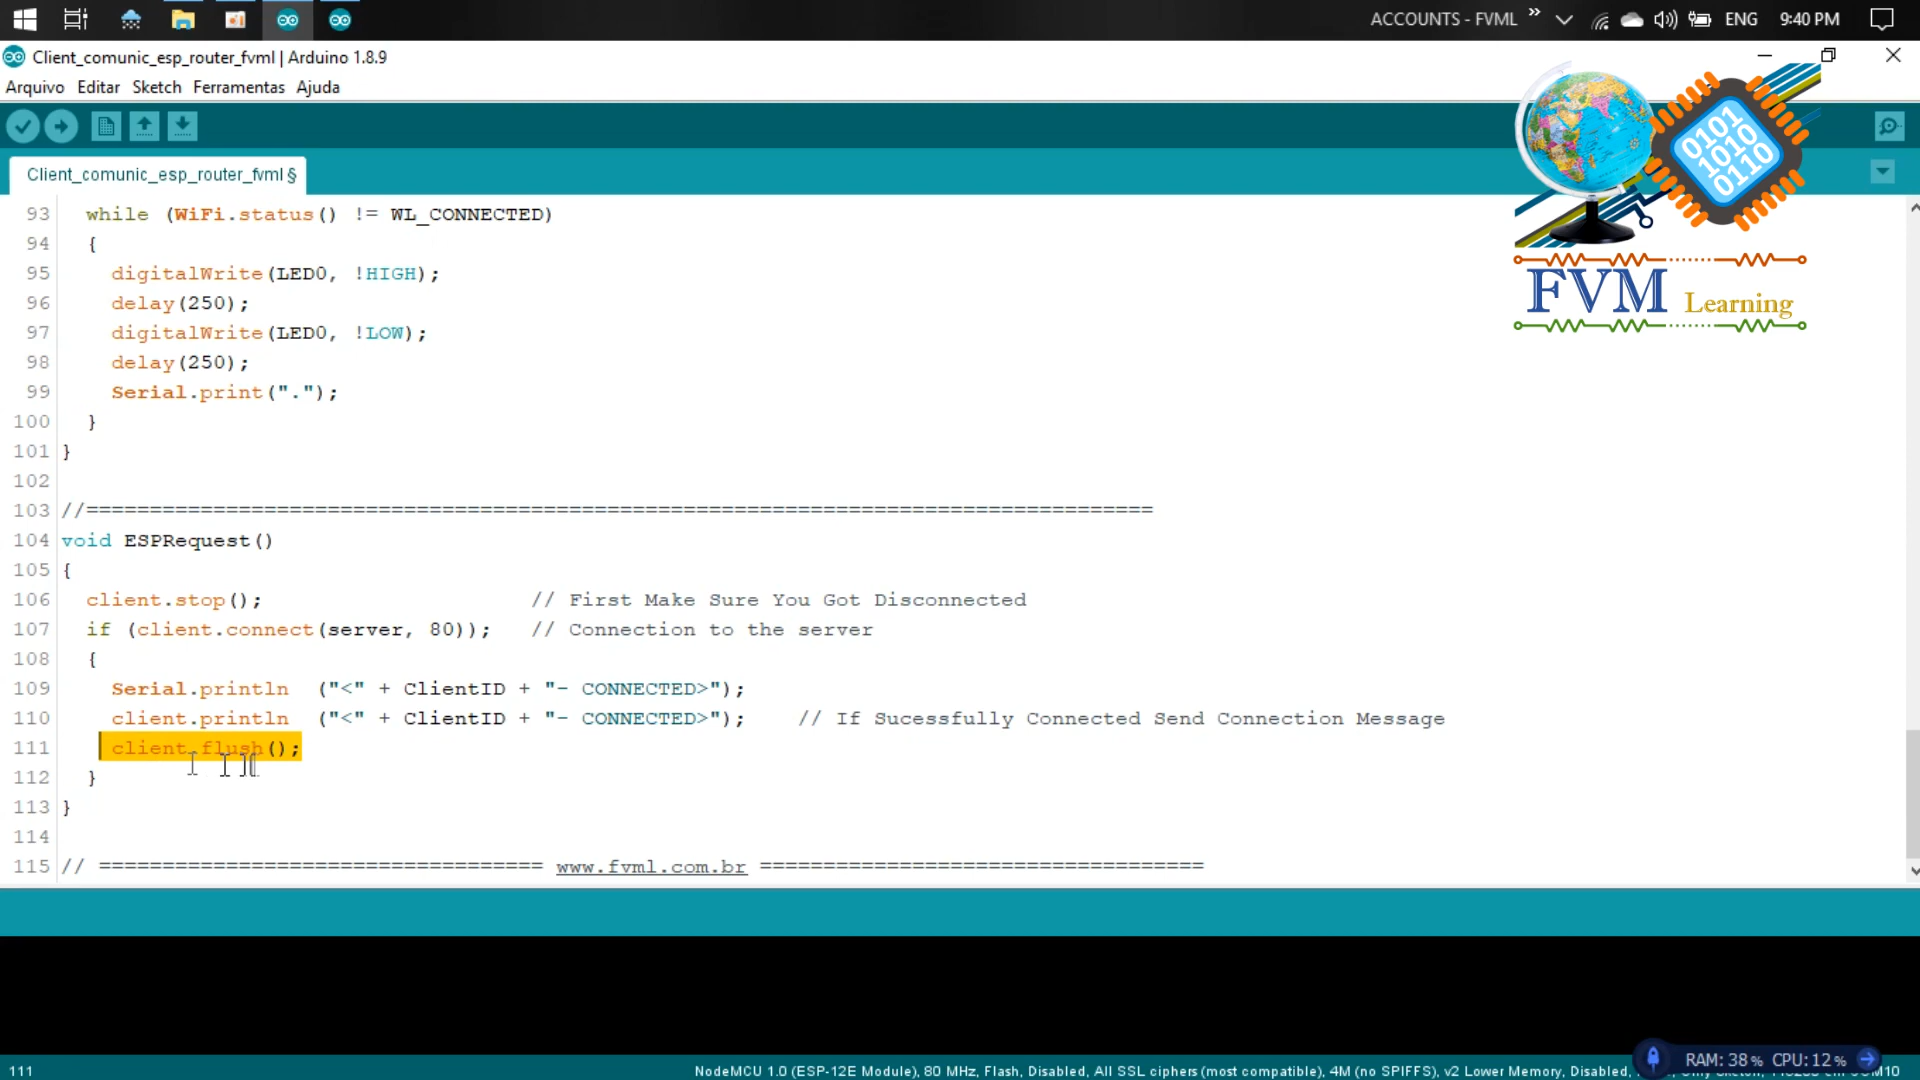 ACCOUNTS - FVML » ENG 9:40 PM
Client_comunic_esp_router_fvml | Arduino 1.8.9
Arquivo Editar Sketch Ferramentas Ajuda
Client_comunic_esp_router_fvml §
0101
1010
0110
FVM Learning
93 while (WiFi.status() != WL_CONNECTED)
94 {
95 digitalWrite(LED0, !HIGH);
96 delay(250);
97 digitalWrite(LED0, !LOW);
98 delay(250);
99 Serial.print(".");
100 }
101 }
102
103 //====================================================================================
104 void ESPRequest()
105 {
106 client.stop(); // First Make Sure You Got Disconnected
107 if (client.connect(server, 80)); // Connection to the server
108 {
109 Serial.println ("<" + ClientID + "- CONNECTED>");
110 client.println ("<" + ClientID + "- CONNECTED>"); // If Sucessfully Connected Send Connection Message
111 client.flush();
112 }
113 }
114
115 // =================================== www.fvml.com.br ===================================
111
NodeMCU 1.0 (ESP-12E Module), 80 MHz, Flash, Disabled, All SSL ciphers (most compatible), 4M (no SPIFFS), v2 Lower Memory, Disabled,
RAM: 38% CPU: 12%